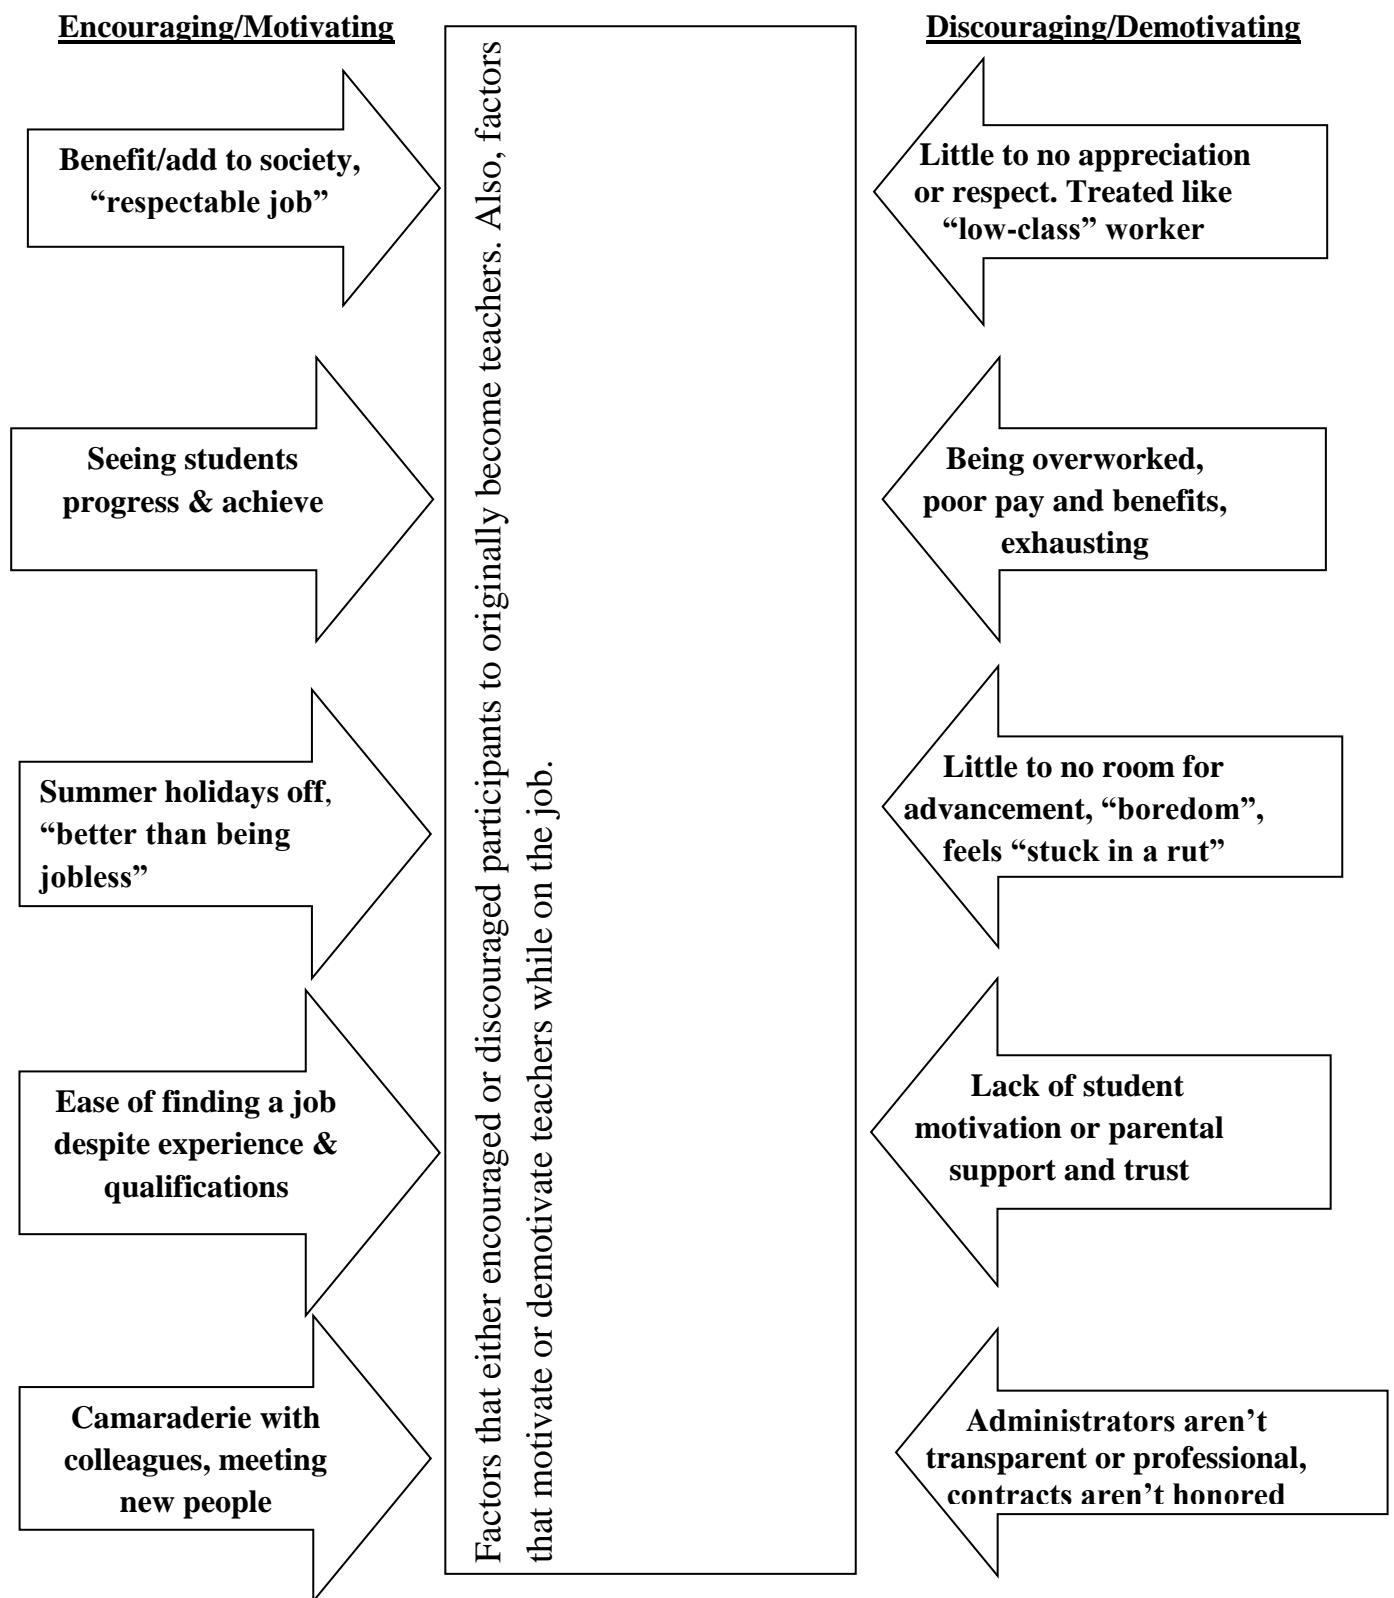 Encouraging/Motivating
Benefit/add to society,
“respectable job”
Seeing students
progress & achieve
Summer holidays off,
“better than being
jobless”
Ease of finding a job
despite experience &
qualifications
Camaraderie with
colleagues, meeting
new people
Factors that either encouraged or discouraged participants to originally become teachers. Also, factors
that motivate or demotivate teachers while on the job.
Discouraging/Demotivating
Little to no appreciation
or respect. Treated like
“low-class” worker
Being overworked,
poor pay and benefits,
exhausting
Little to no room for
advancement, “boredom”,
feels “stuck in a rut”
Lack of student
motivation or parental
support and trust
Administrators aren’t
transparent or professional,
contracts aren’t honored